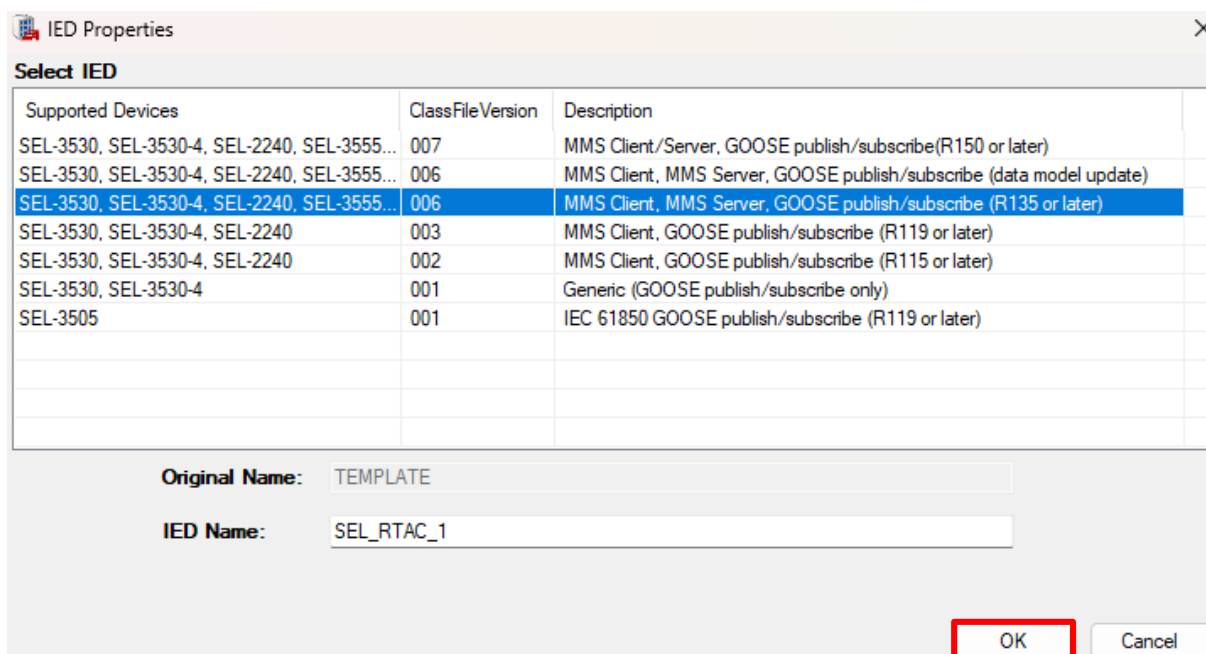 IED Properties
Select IED
Supported Devices ClassFileVersion Description
SEL-3530, SEL-3530-4, SEL-2240, SEL-3555... 007 MMS Client/Server, GOOSE publish/subscribe(R150 or later)
SEL-3530, SEL-3530-4, SEL-2240, SEL-3555... 006 MMS Client, MMS Server, GOOSE publish/subscribe (data model update)
SEL-3530, SEL-3530-4, SEL-2240, SEL-3555... 006 MMS Client, MMS Server, GOOSE publish/subscribe (R135 or later)
SEL-3530, SEL-3530-4, SEL-2240 003 MMS Client, GOOSE publish/subscribe (R119 or later)
SEL-3530, SEL-3530-4, SEL-2240 002 MMS Client, GOOSE publish/subscribe (R115 or later)
SEL-3530, SEL-3530-4 001 Generic (GOOSE publish/subscribe only)
SEL-3505 001 IEC 61850 GOOSE publish/subscribe (R119 or later)
Original Name: TEMPLATE
IED Name: SEL_RTAC_1
OK Cancel